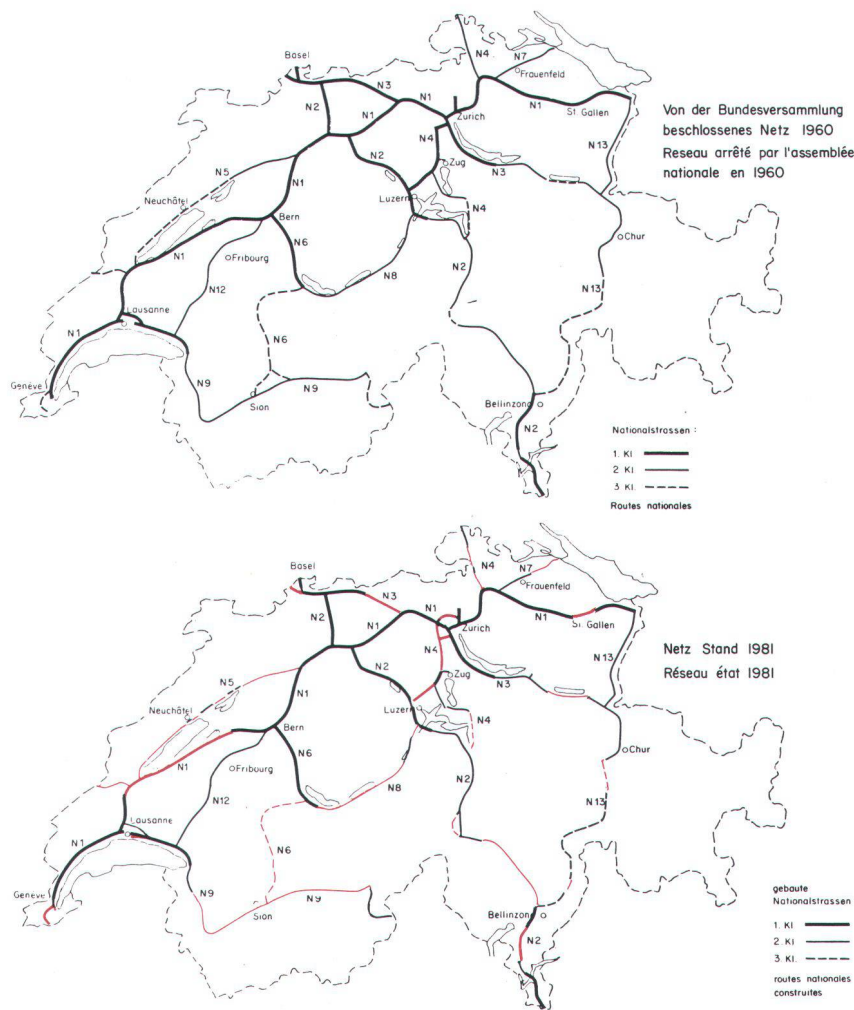 N4
N7
Basel
Frauenfeld
N3
N1
N2
N1
Zürich
N1
St. Gallen
Von der Bundesversammlung
beschlossenes Netz 1960
Reseau arrêté par l'assemblée
nationale en 1960
N4
N13
N2
N5
Zug
N3
Neuchâtel
N1
Luzern
N4
Bern
Chur
N6
N1
Fribourg
N2
N8
N12
N13
Lausanne
N1
N6
Genève
N9
N9
Sion
Bellinzona
N2
Nationalstrassen :
1. Kl.
2. Kl.
3. Kl.
Routes nationales
N4
N7
Basel
Frauenfeld
N3
N1
N2
N1
Zürich
N1
St. Gallen
N4
Netz Stand 1981
Réseau état 1981
N13
N2
N5
Zug
N3
Neuchâtel
N1
Luzern
N4
Bern
N6
Chur
N1
Fribourg
N2
N8
N12
N13
Lausanne
N1
N6
Genève
N9
N9
Sion
Bellinzona
N2
gebaute
Nationalstrassen
1. Kl
2. Kl
3. Kl.
routes nationales
construites